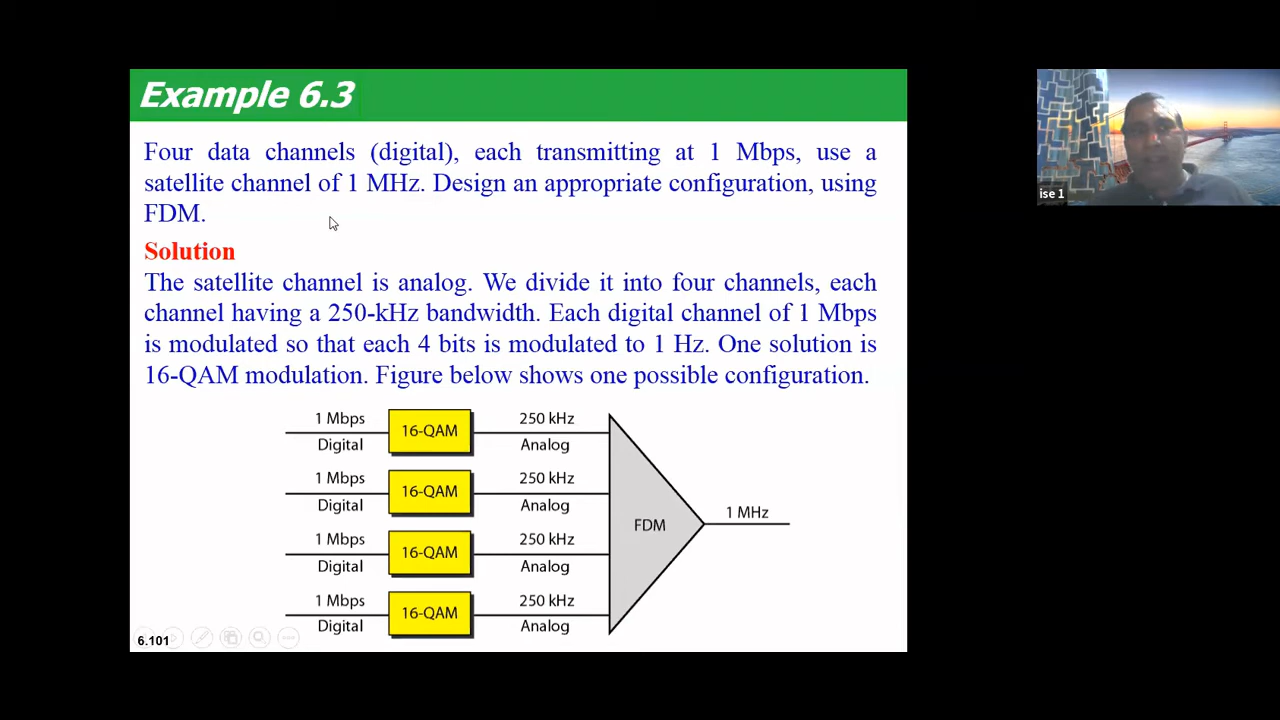 Example 6.3
Four data channels (digital), each transmitting at 1 Mbps, use a
satellite channel of 1 MHz. Design an appropriate configuration, using
FDM.
Solution
The satellite channel is analog. We divide it into four channels, each
channel having a 250-kHz bandwidth. Each digital channel of 1 Mbps
is modulated so that each 4 bits is modulated to 1 Hz. One solution is
16-QAM modulation. Figure below shows one possible configuration.
1 Mbps
Digital
16-QAM
250 kHz
Analog
1 Mbps
Digital
16-QAM
250 kHz
Analog
1 Mbps
Digital
16-QAM
250 kHz
Analog
1 Mbps
Digital
16-QAM
250 kHz
Analog
FDM
1 MHz
6.101
ise 1